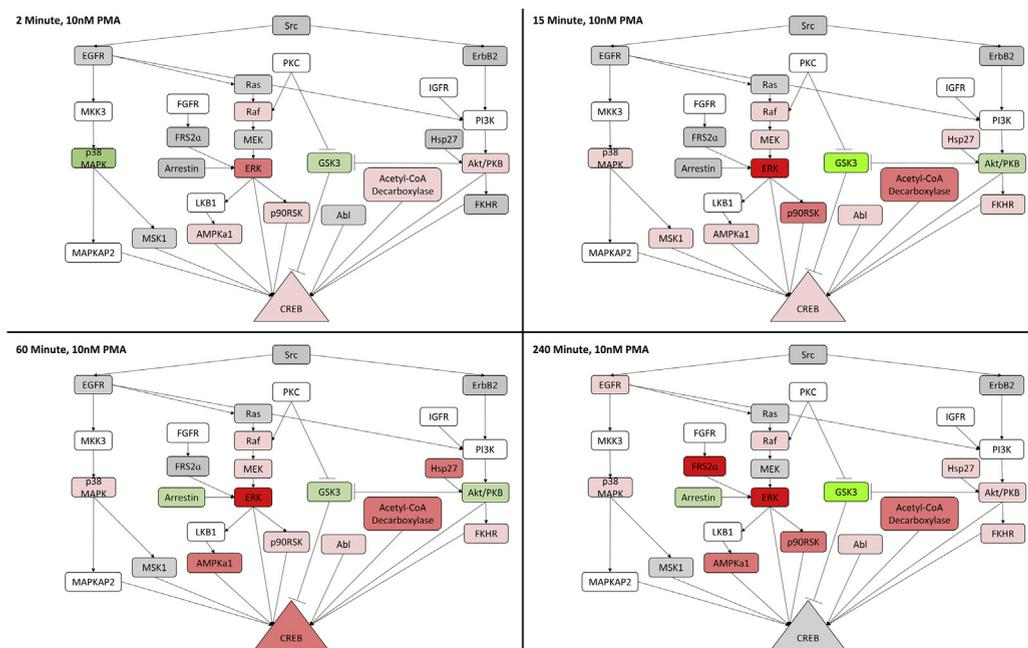 2 Minute, 10nM PMA
Src
EGFR
ErbB2
PKC
Ras
IGFR
FGFR
MKK3
Raf
PI3K
FRS2α
MEK
Hsp27
p38
MAPK
Arrestin
ERK
GSK3
Akt/PKB
Acetyl-CoA
Decarboxylase
LKB1
p90RSK
Abl
FKHR
MSK1
AMPKa1
MAPKAP2
CREB
15 Minute, 10nM PMA
Src
EGFR
ErbB2
PKC
Ras
IGFR
FGFR
MKK3
Raf
PI3K
FRS2α
MEK
Hsp27
p38
MAPK
Arrestin
ERK
GSK3
Akt/PKB
Acetyl-CoA
Decarboxylase
LKB1
p90RSK
Abl
FKHR
MSK1
AMPKa1
MAPKAP2
CREB
60 Minute, 10nM PMA
Src
EGFR
ErbB2
PKC
Ras
IGFR
FGFR
MKK3
Raf
PI3K
FRS2α
MEK
Hsp27
p38
MAPK
Arrestin
ERK
GSK3
Akt/PKB
Acetyl-CoA
Decarboxylase
LKB1
p90RSK
Abl
FKHR
MSK1
AMPKa1
MAPKAP2
CREB
240 Minute, 10nM PMA
Src
EGFR
ErbB2
PKC
Ras
IGFR
FGFR
MKK3
Raf
PI3K
FRS2α
MEK
Hsp27
p38
MAPK
Arrestin
ERK
GSK3
Akt/PKB
Acetyl-CoA
Decarboxylase
LKB1
p90RSK
Abl
FKHR
MSK1
AMPKa1
MAPKAP2
CREB